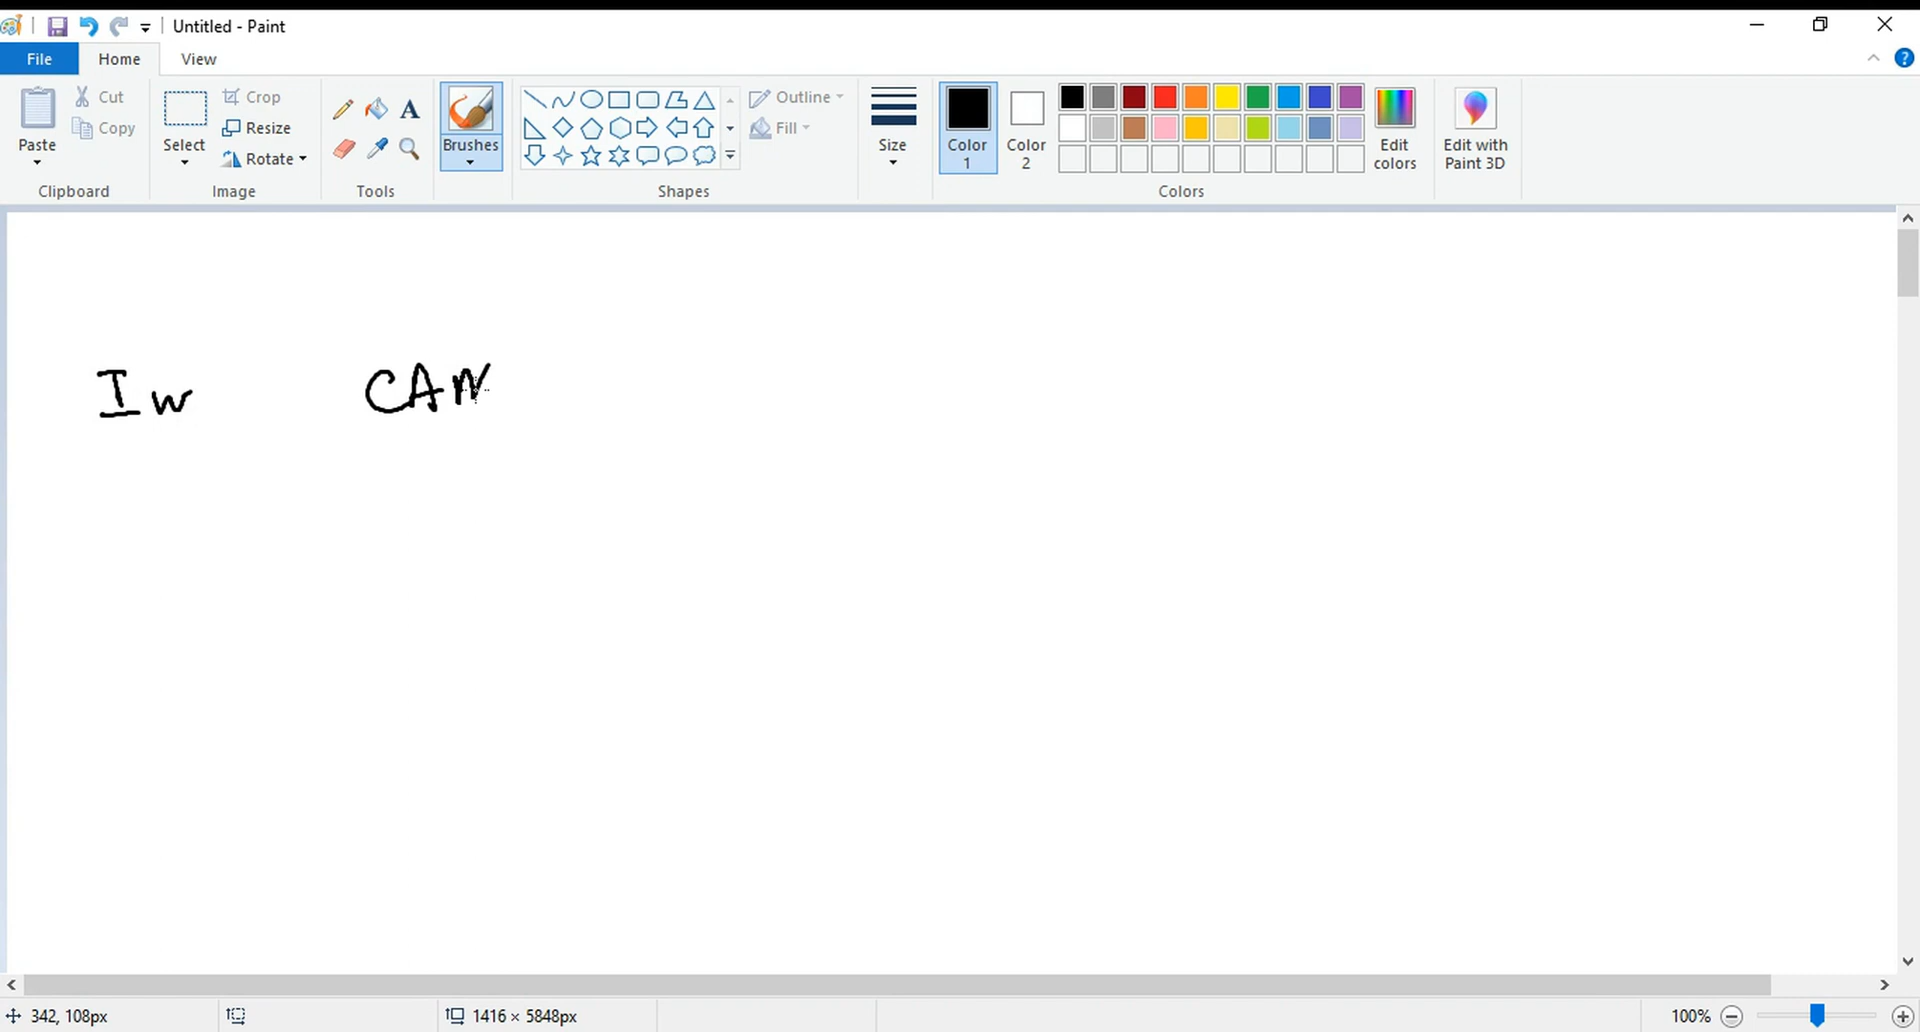 Untitled - Paint
File Home View
Paste Cut Copy Clipboard
Select Crop Resize Rotate Image
Tools
Brushes
Shapes
Outline Fill
Size
Color 1
Color 2
Edit colors
Colors
Edit with Paint 3D
Iw CAN
342, 108px 1416 × 5848px 100%